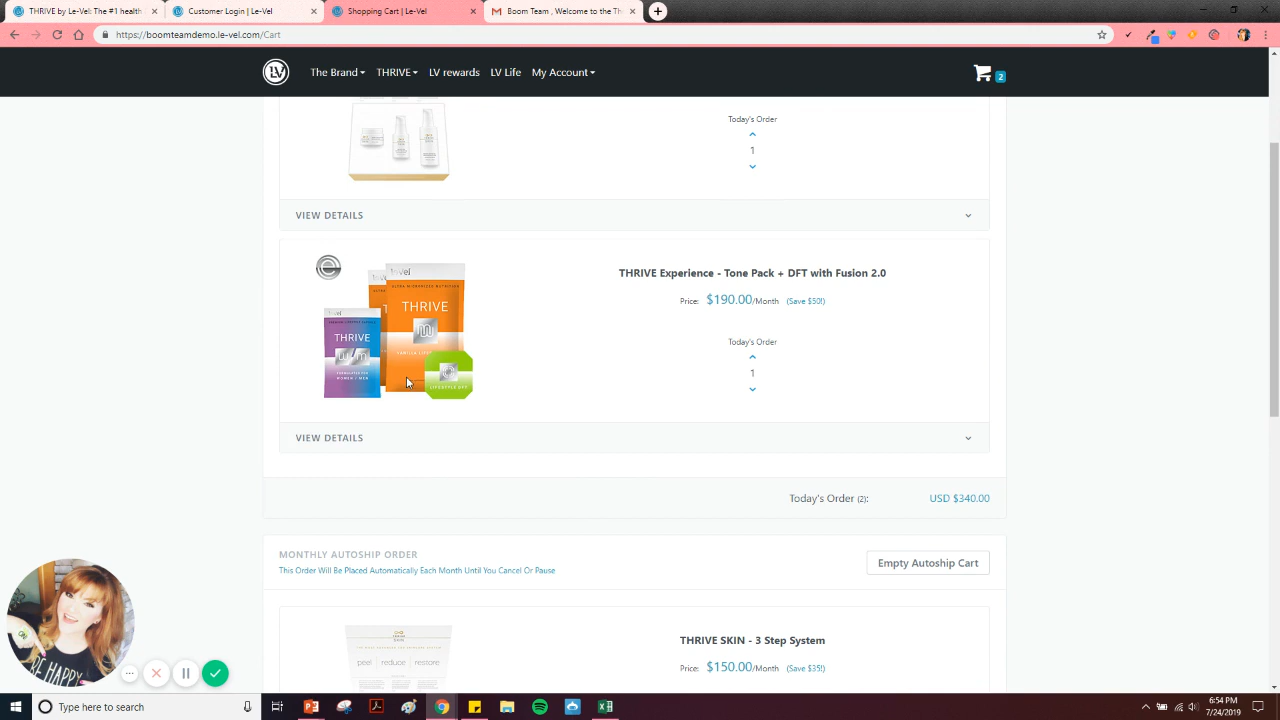 THRIVE by Le-Vel The #1 health
Customer Login | Le-Vel
Shopping Cart | Le-Vel
Boom Team , Welcome to the Th
https://boomteamdemo.le-vel.com/Cart
LV
The Brand
THRIVE
LV rewards
LV Life
My Account
2
Today's Order
1
VIEW DETAILS
THRIVE Experience - Tone Pack + DFT with Fusion 2.0
THRIVE
THRIVE
Price: $190.00/Month (Save $50!)
Today's Order
1
VIEW DETAILS
Today's Order (2): USD $340.00
MONTHLY AUTOSHIP ORDER
This Order Will Be Placed Automatically Each Month Until You Cancel Or Pause
Empty Autoship Cart
THRIVE SKIN - 3 Step System
peel | reduce | restore
Price: $150.00/Month (Save $35!)
HAPPY
Type here to search
6:54 PM
7/24/2019